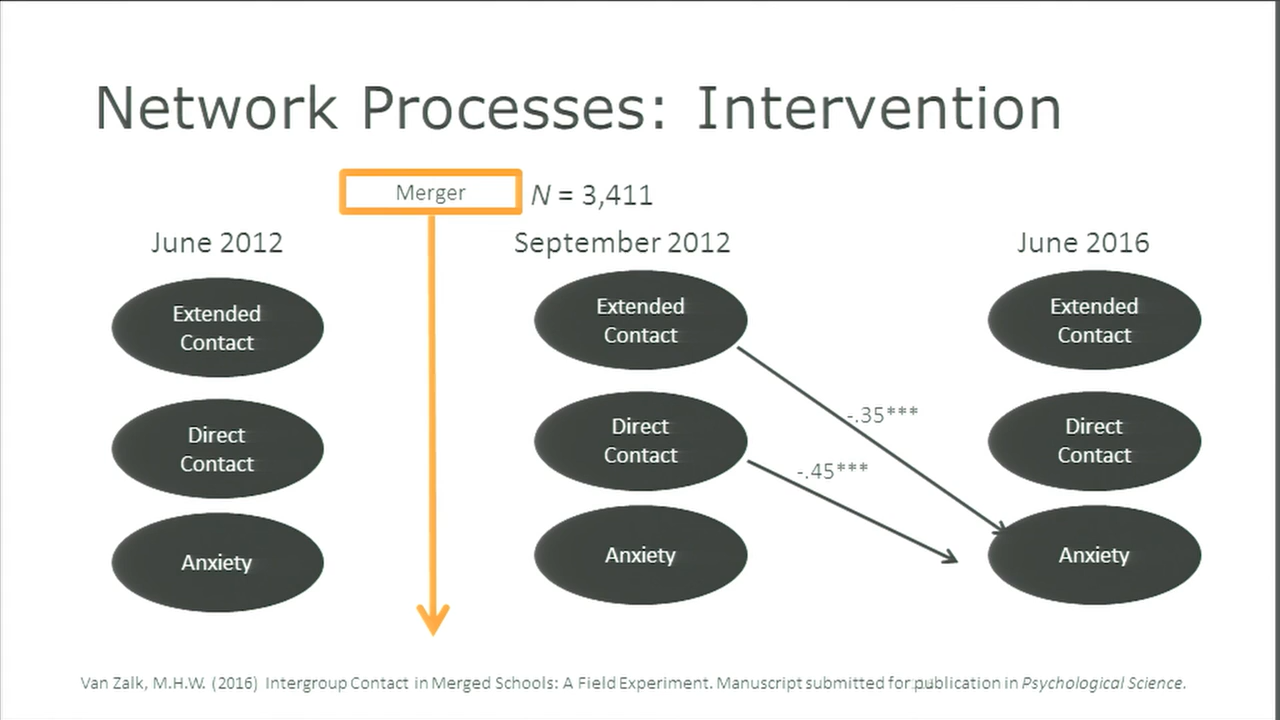 Network Processes: Intervention
Merger
N = 3,411
June 2012
September 2012
June 2016
Extended
Contact
Direct
Contact
Anxiety
Extended
Contact
Direct
Contact
Anxiety
-.35***
-.45***
Extended
Contact
Direct
Contact
Anxiety
Van Zalk, M.H.W. (2016) Intergroup Contact in Merged Schools: A Field Experiment. Manuscript submitted for publication in Psychological Science.